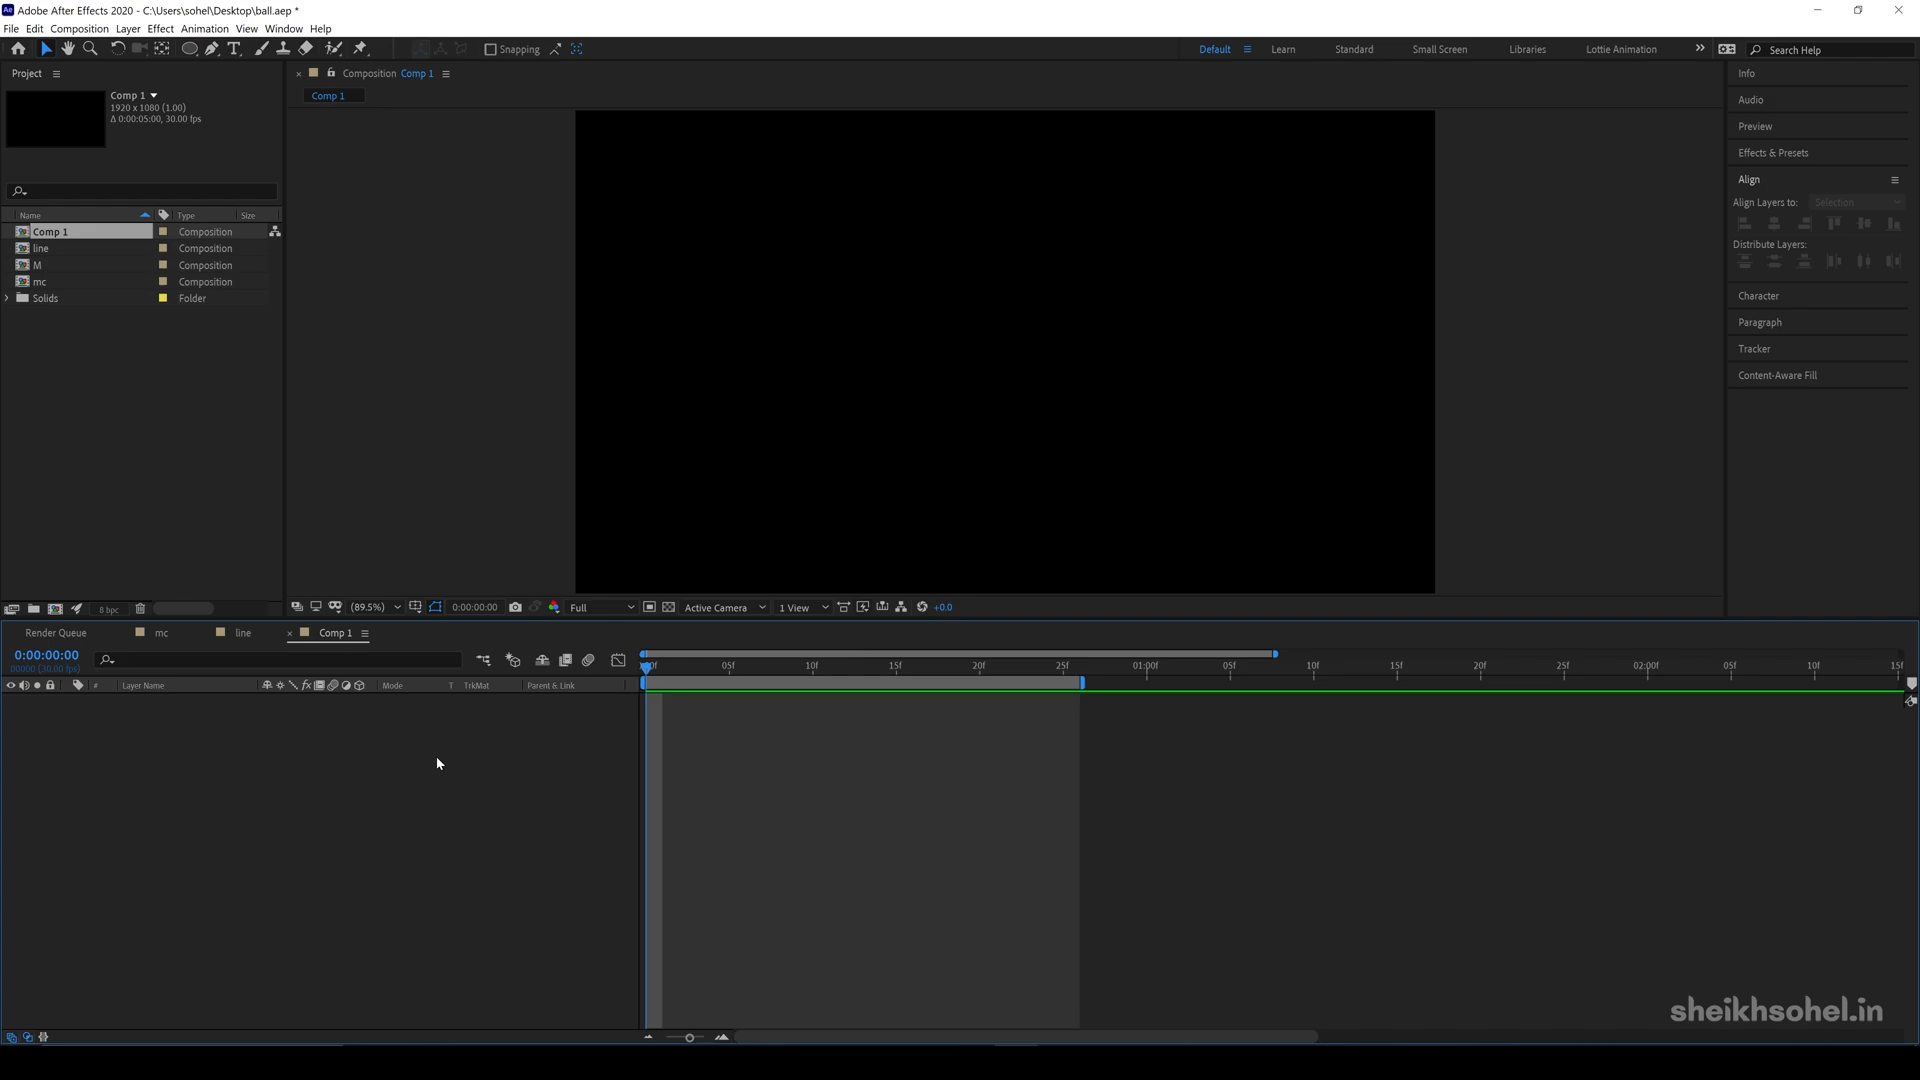 Adobe After Effects 2020 - C:\Users\sohel\Desktop\ball.aep *
File Edit Composition Layer Effect Animation View Window Help
Snapping
Default Learn Standard Small Screen Libraries Lottie Animation Search Help
Project
Comp 1
1920 x 1080 (1.00)
Δ 0:00:05:00, 30.00 fps
Name Type Size
Comp 1 Composition
line Composition
M Composition
mc Composition
Solids Folder
8 bpc
Composition Comp 1
Comp 1
(89.5%) 0:00:00:00 Full Active Camera 1 View +0.0
Info
Audio
Preview
Effects & Presets
Align
Align Layers to: Selection
Distribute Layers:
Character
Paragraph
Tracker
Content-Aware Fill
Render Queue mc line Comp 1
0:00:00:00
00000 (30.00 fps)
# Layer Name Mode T TrkMat Parent & Link
05f 10f 15f 20f 25f 01:00f 05f 10f 15f 20f 25f 02:00f 05f 10f 15f
sheikhsohel.in